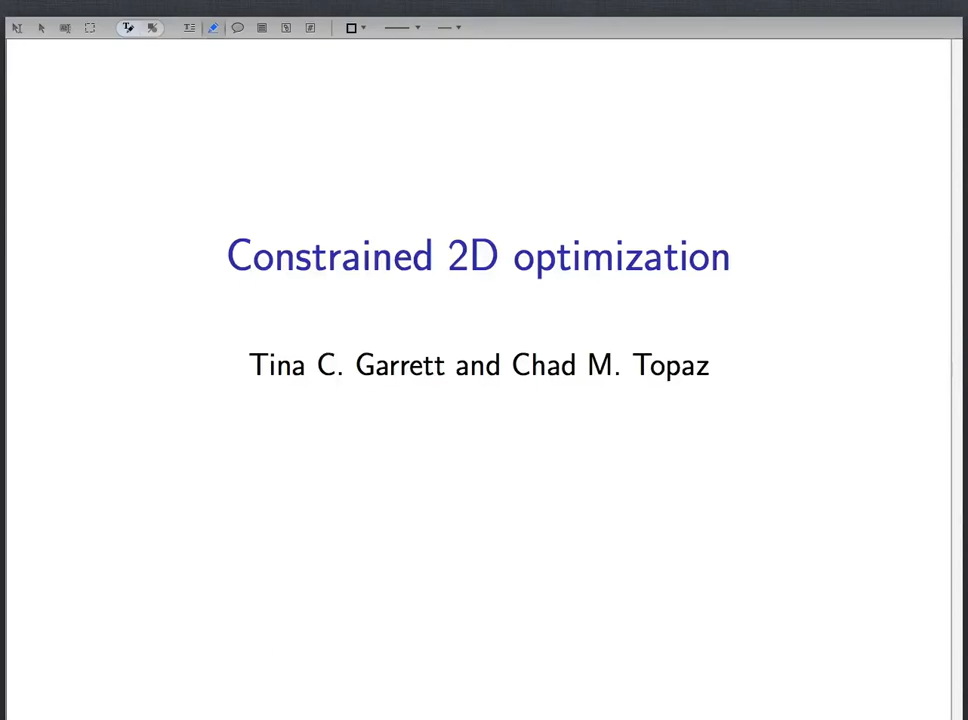 Constrained 2D optimization
Tina C. Garrett and Chad M. Topaz